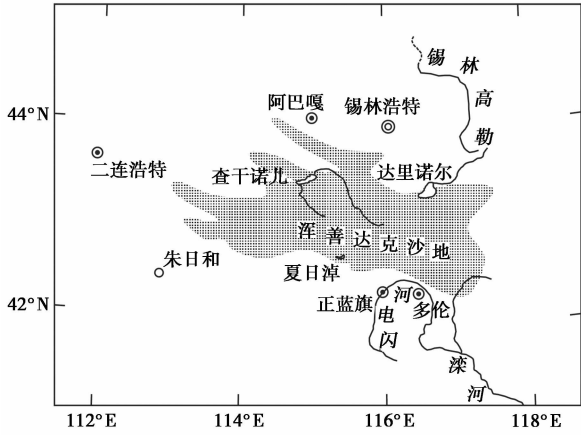 锡林高勒
阿巴嘎
锡林浩特
44°N
二连浩特
查干诺儿
达里诺尔
浑善达克沙地
朱日和
夏日淖
42°N
正蓝旗
河电闪
多伦
滦河
112°E
114°E
116°E
118°E